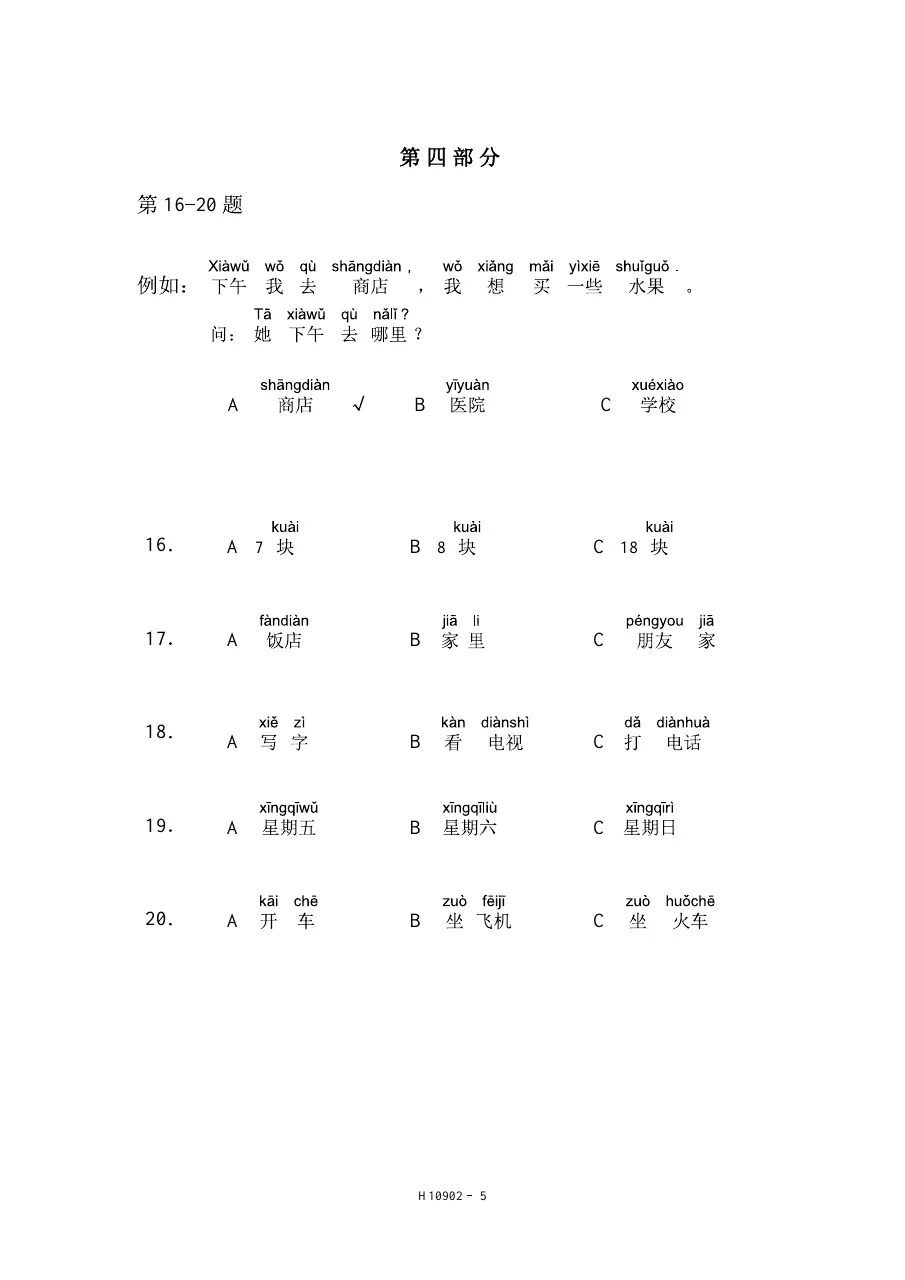 第四部分
第 16-20 题
Xiàwǔ wǒ qù shāngdiàn, wǒ xiǎng mǎi yìxiē shuǐguǒ.
例如： 下午 我 去 商店 ， 我 想 买 一些 水果 。
Tā xiàwǔ qù nǎlǐ?
问： 她 下午 去 哪里？
shāngdiàn yīyuàn xuéxiào
A 商店 √ B 医院 C 学校
kuài kuài kuài
16. A 7 块 B 8 块 C 18 块
fàndiàn jiā li péngyou jiā
17. A 饭店 B 家 里 C 朋友 家
xiě zì kàn diànshì dǎ diànhuà
18. A 写 字 B 看 电视 C 打 电话
xīngqīwǔ xīngqīliù xīngqīrì
19. A 星期五 B 星期六 C 星期日
kāi chē zuò fēijī zuò huǒchē
20. A 开 车 B 坐 飞机 C 坐 火车
H10902 - 5